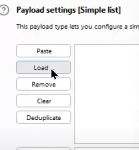 Payload settings [Simple list]
This payload type lets you configure a sim
Paste
Load
Remove
Clear
Deduplicate